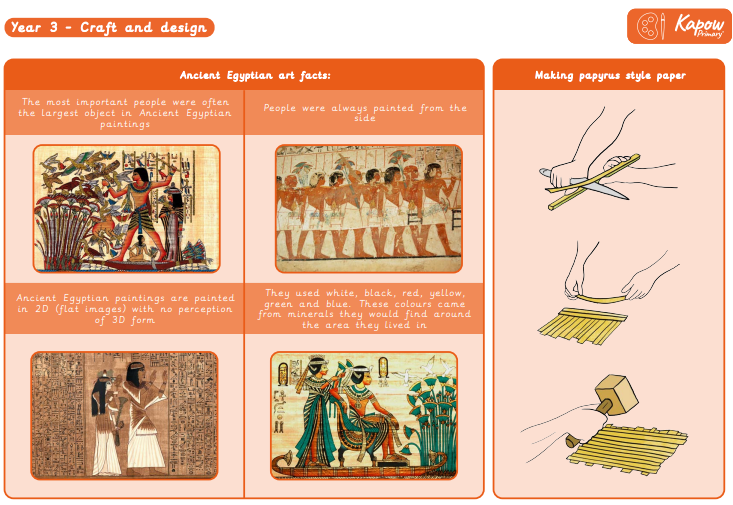 Year 3 - Craft and design
Kapow
Primary
Ancient Egyptian art facts:
The most important people were often
the largest object in Ancient Egyptian
paintings
People were always painted from the
side
Ancient Egyptian paintings are painted
in 2D (flat images) with no perception
of 3D form
They used white, black, red, yellow,
green and blue. These colours came
from minerals they would find around
the area they lived in
Making papyrus style paper